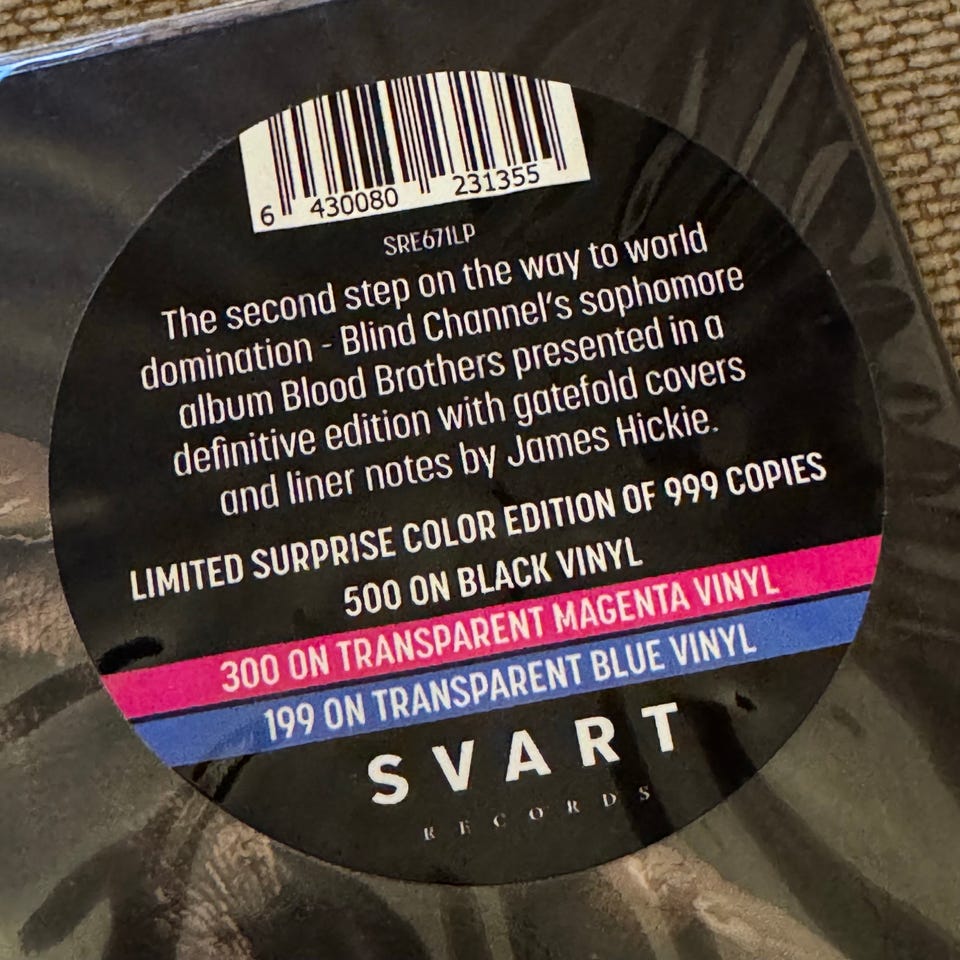 6 430080 231355
SRE671LP
The second step on the way to world
domination - Blind Channel's sophomore
album Blood Brothers presented in a
definitive edition with gatefold covers
and liner notes by James Hickie.
LIMITED SURPRISE COLOR EDITION OF 999 COPIES
500 ON BLACK VINYL
300 ON TRANSPARENT MAGENTA VINYL
199 ON TRANSPARENT BLUE VINYL
SVART
RECORDS